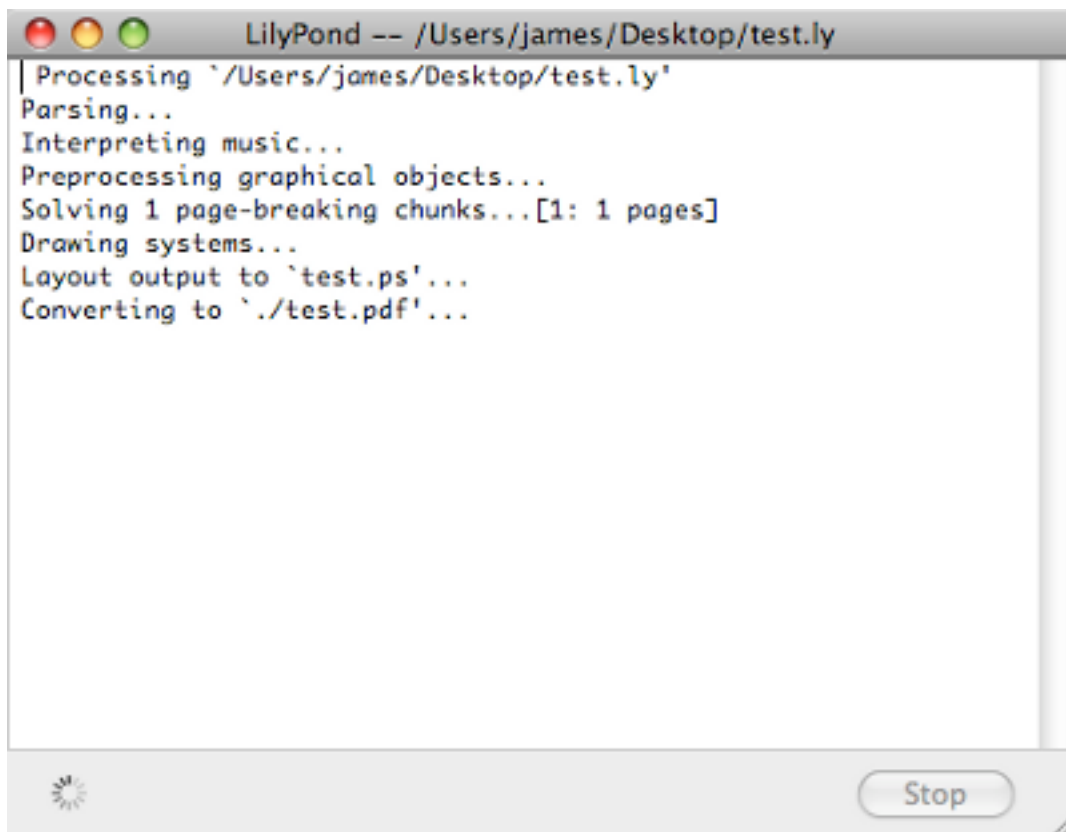 LilyPond -- /Users/james/Desktop/test.ly
Processing `/Users/james/Desktop/test.ly'
Parsing...
Interpreting music...
Preprocessing graphical objects...
Solving 1 page-breaking chunks...[1: 1 pages]
Drawing systems...
Layout output to `test.ps'...
Converting to `./test.pdf'...
Stop